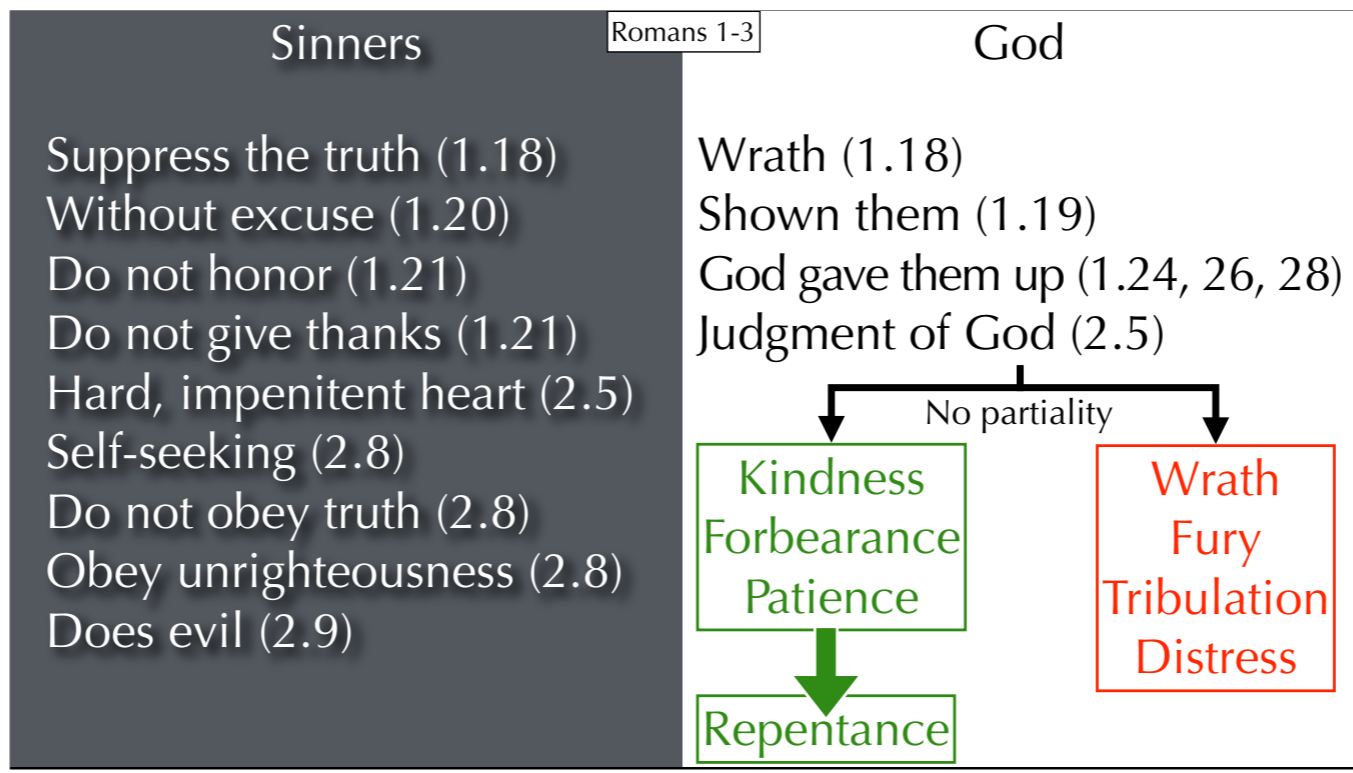 Romans 1-3
Sinners
Suppress the truth (1.18)
Without excuse (1.20)
Do not honor (1.21)
Do not give thanks (1.21)
Hard, impenitent heart (2.5)
Self-seeking (2.8)
Do not obey truth (2.8)
Obey unrighteousness (2.8)
Does evil (2.9)
God
Wrath (1.18)
Shown them (1.19)
God gave them up (1.24, 26, 28)
Judgment of God (2.5)
No partiality
Kindness
Forbearance
Patience
Repentance
Wrath
Fury
Tribulation
Distress